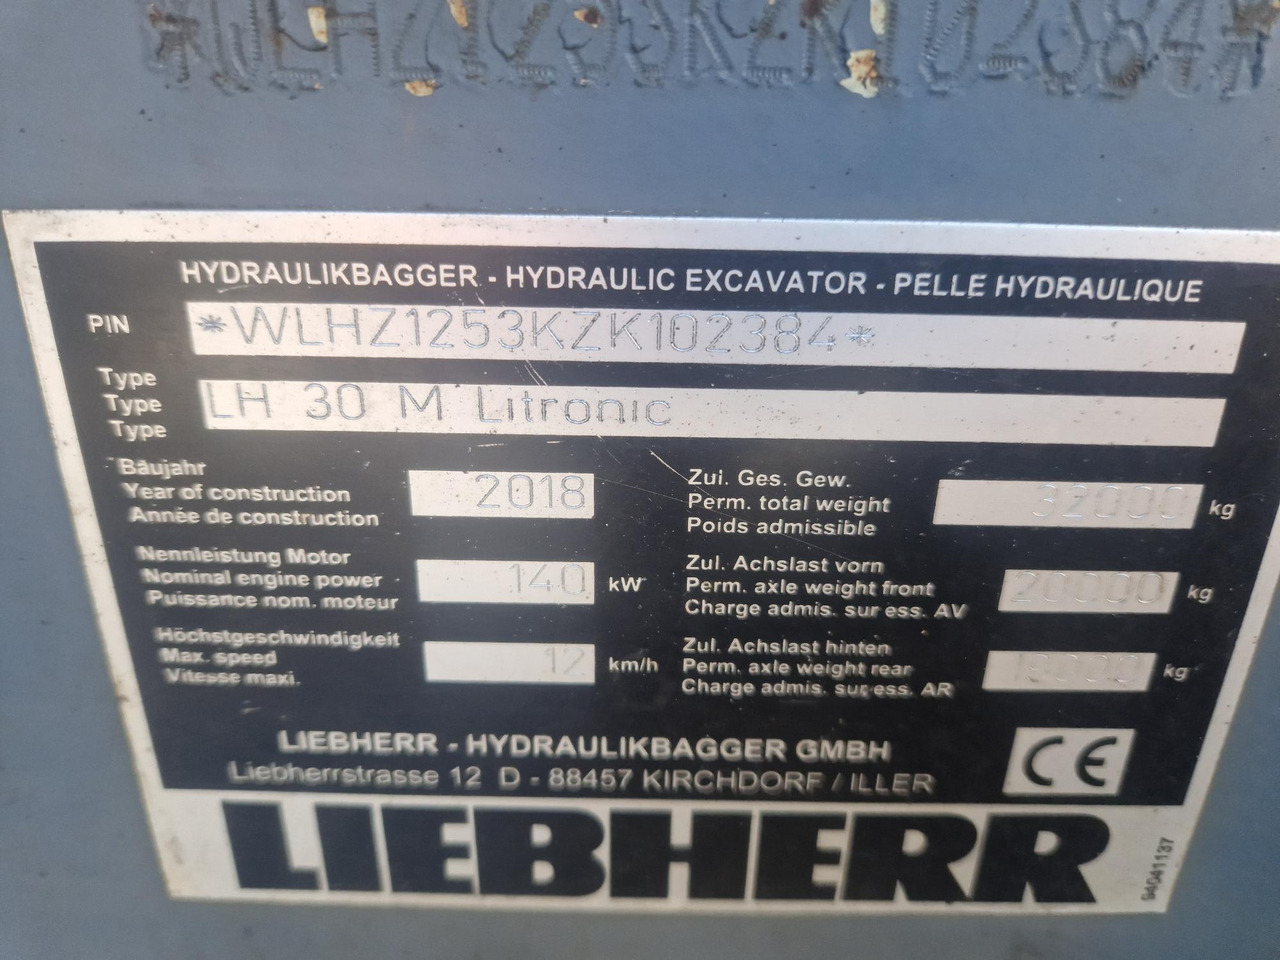 *WLHZ1253KZK102384*
HYDRAULIKBAGGER - HYDRAULIC EXCAVATOR - PELLE HYDRAULIQUE
PIN *WLHZ1253KZK102384*
Type
Type LH 30 M Litronic
Type
Baujahr
Year of construction 2018
Année de construction
Zul. Ges. Gew.
Perm. total weight 32000 kg
Poids admissible
Nennleistung Motor
Nominal engine power 140 kW
Puissance nom. moteur
Zul. Achslast vorn
Perm. axle weight front 20000 kg
Charge admis. sur ess. AV
Höchstgeschwindigkeit
Max. speed 12 km/h
Vitesse maxi.
Zul. Achslast hinten
Perm. axle weight rear kg
Charge admis. sur ess. AR
LIEBHERR - HYDRAULIKBAGGER GMBH
Liebherrstrasse 12 D - 88457 KIRCHDORF / ILLER
CE
LIEBHERR
94041137